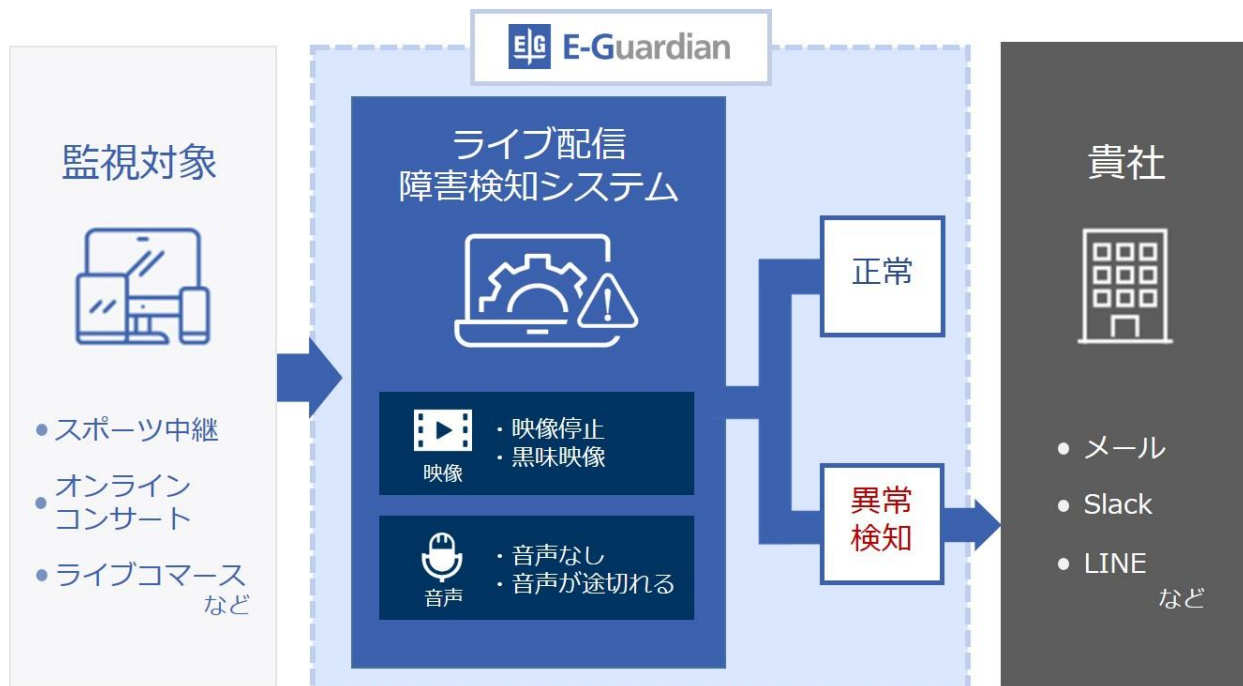 EG E-Guardian
監視対象
● スポーツ中継
● オンライン
コンサート
● ライブコマース
など
ライブ配信
障害検知システム
映像
・映像停止
・黒味映像
音声
・音声なし
・音声が途切れる
正常
異常
検知
貴社
● メール
● Slack
● LINE
など